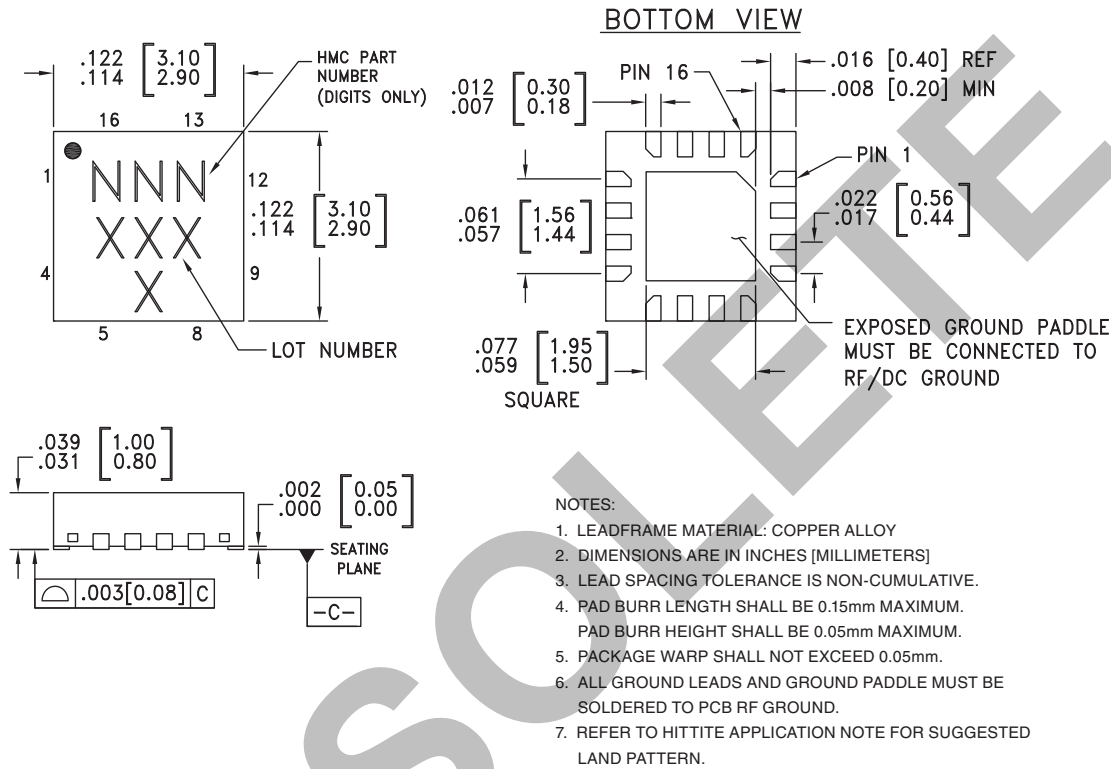 BOTTOM VIEW
.122 [3.10]
.114 [2.90]
HMC PART
NUMBER
(DIGITS ONLY)
16 13
1
12
4
9
5 8
NNN
XXX
X
.122 [3.10]
.114 [2.90]
LOT NUMBER
.012 [0.30]
.007 [0.18]
PIN 16
.016 [0.40] REF
.008 [0.20] MIN
PIN 1
.061 [1.56]
.057 [1.44]
.022 [0.56]
.017 [0.44]
.077 [1.95]
.059 [1.50]
SQUARE
EXPOSED GROUND PADDLE
MUST BE CONNECTED TO
RF/DC GROUND
.039 [1.00]
.031 [0.80]
.002 [0.05]
.000 [0.00]
SEATING
PLANE
.003[0.08] C
-C-
NOTES:
1. LEADFRAME MATERIAL: COPPER ALLOY
2. DIMENSIONS ARE IN INCHES [MILLIMETERS]
3. LEAD SPACING TOLERANCE IS NON-CUMULATIVE.
4. PAD BURR LENGTH SHALL BE 0.15mm MAXIMUM.
PAD BURR HEIGHT SHALL BE 0.05mm MAXIMUM.
5. PACKAGE WARP SHALL NOT EXCEED 0.05mm.
6. ALL GROUND LEADS AND GROUND PADDLE MUST BE
SOLDERED TO PCB RF GROUND.
7. REFER TO HITTITE APPLICATION NOTE FOR SUGGESTED
LAND PATTERN.
SOLETE